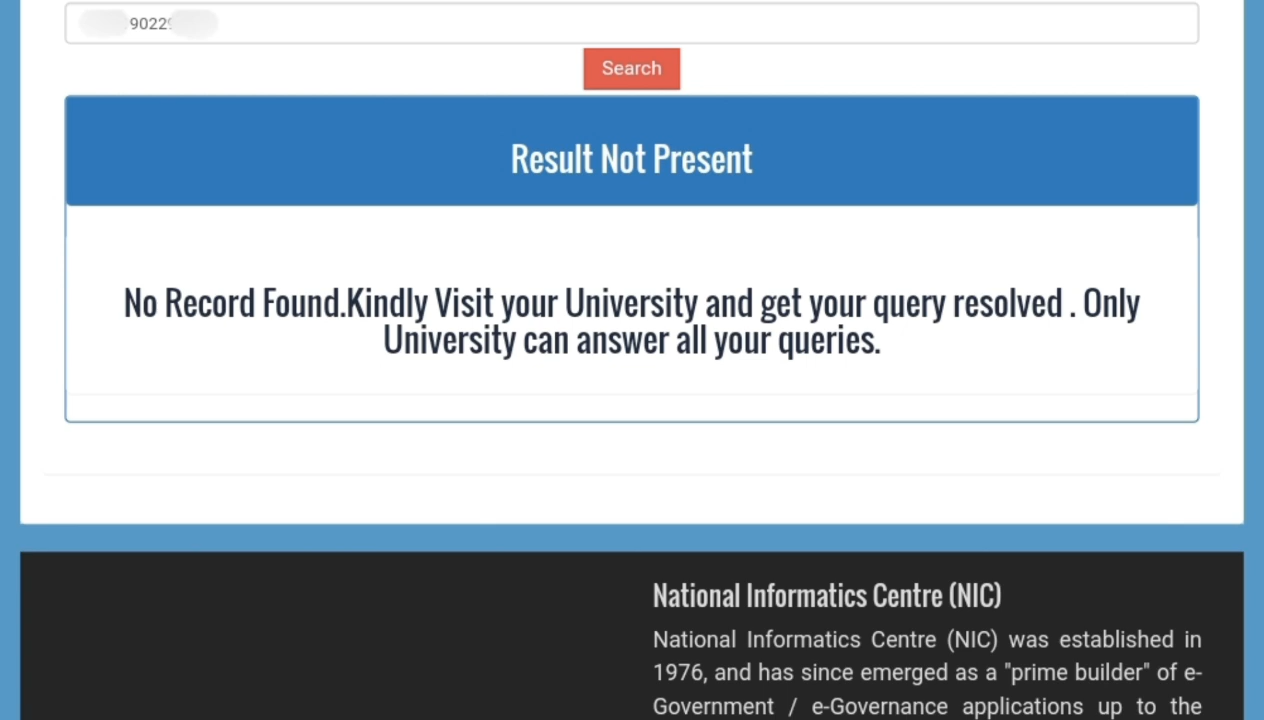 9022
Search
Result Not Present
No Record Found.Kindly Visit your University and get your query resolved . Only
University can answer all your queries.
National Informatics Centre (NIC)
National Informatics Centre (NIC) was established in
1976, and has since emerged as a "prime builder" of e-
Government / e-Governance applications up to the